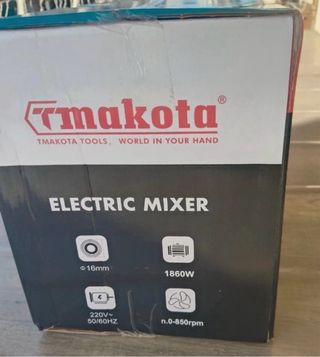 Tmakota®
TMAKOTA TOOLS, WORLD IN YOUR HAND
ELECTRIC MIXER
Φ16mm
1860W
220V~
50/60HZ
n.0-850rpm